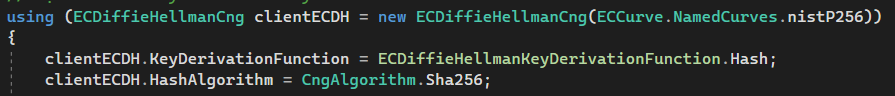 using (ECDiffieHellmanCng clientECDH = new ECDiffieHellmanCng(ECCurve.NamedCurves.nistP256))
{
clientECDH.KeyDerivationFunction = ECDiffieHellmanKeyDerivationFunction.Hash;
clientECDH.HashAlgorithm = CngAlgorithm.Sha256;